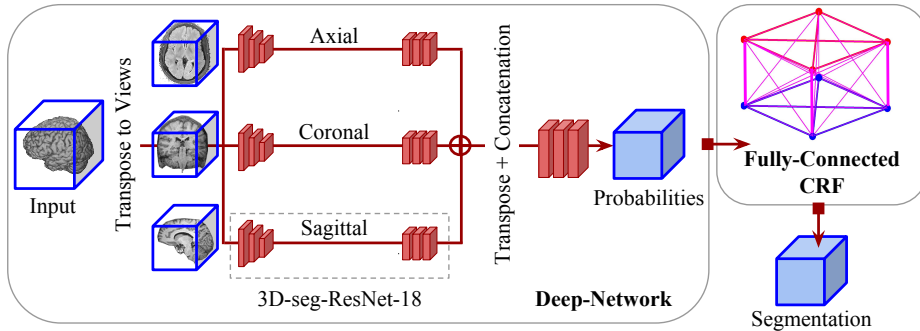 Axial
Coronal
Sagittal
Input
Transpose to Views
Transpose + Concatenation
Probabilities
3D-seg-ResNet-18
Deep-Network
Fully-Connected
CRF
Segmentation